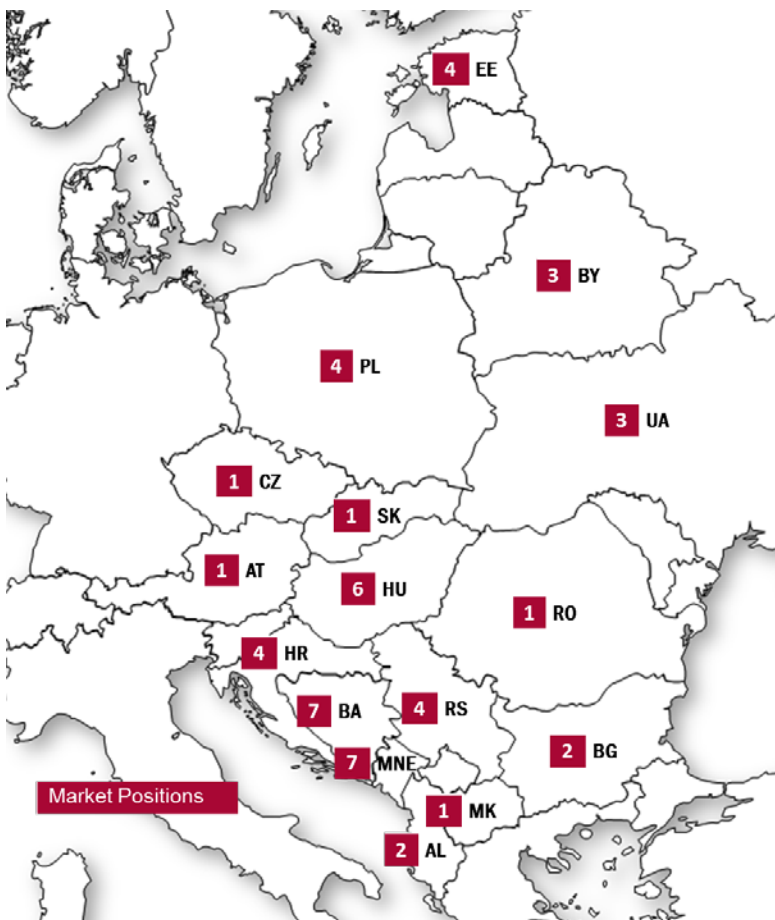 4 EE
3 BY
4 PL
3 UA
1 CZ
1 SK
1 AT
6 HU
1 RO
4 HR
7 BA
4 RS
2 BG
7 MNE
Market Positions
1 MK
2 AL